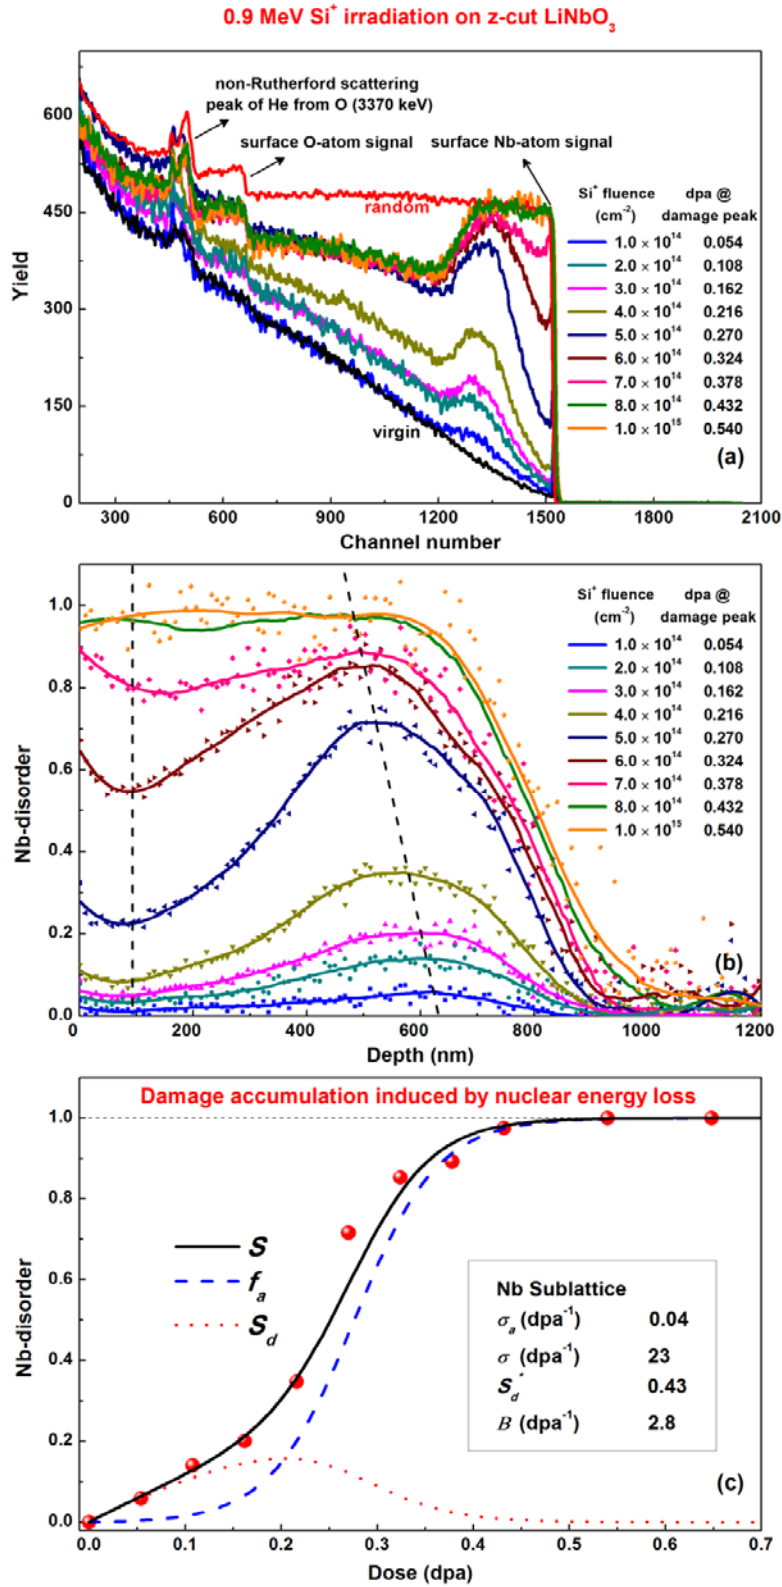 0.9 MeV Si⁺ irradiation on z-cut LiNbO₃
non-Rutherford scattering
peak of He from O (3370 keV)
surface O-atom signal
surface Nb-atom signal
random
virgin
Si⁺ fluence dpa @
(cm⁻²) damage peak
1.0 × 10¹⁴ 0.054
2.0 × 10¹⁴ 0.108
3.0 × 10¹⁴ 0.162
4.0 × 10¹⁴ 0.216
5.0 × 10¹⁴ 0.270
6.0 × 10¹⁴ 0.324
7.0 × 10¹⁴ 0.378
8.0 × 10¹⁴ 0.432
1.0 × 10¹⁵ 0.540
(a)
Yield
600
450
300
150
0
300 600 900 1200 1500 1800 2100
Channel number
Si⁺ fluence dpa @
(cm⁻²) damage peak
1.0 × 10¹⁴ 0.054
2.0 × 10¹⁴ 0.108
3.0 × 10¹⁴ 0.162
4.0 × 10¹⁴ 0.216
5.0 × 10¹⁴ 0.270
6.0 × 10¹⁴ 0.324
7.0 × 10¹⁴ 0.378
8.0 × 10¹⁴ 0.432
1.0 × 10¹⁵ 0.540
(b)
Nb-disorder
1.0
0.8
0.6
0.4
0.2
0.0
0 200 400 600 800 1000 1200
Depth (nm)
Damage accumulation induced by nuclear energy loss
S
fₐ
S_d
Nb Sublattice
σₐ (dpa⁻¹) 0.04
σ (dpa⁻¹) 23
S_d^* 0.43
B (dpa⁻¹) 2.8
(c)
Nb-disorder
1.0
0.8
0.6
0.4
0.2
0.0
0.0 0.1 0.2 0.3 0.4 0.5 0.6 0.7
Dose (dpa)